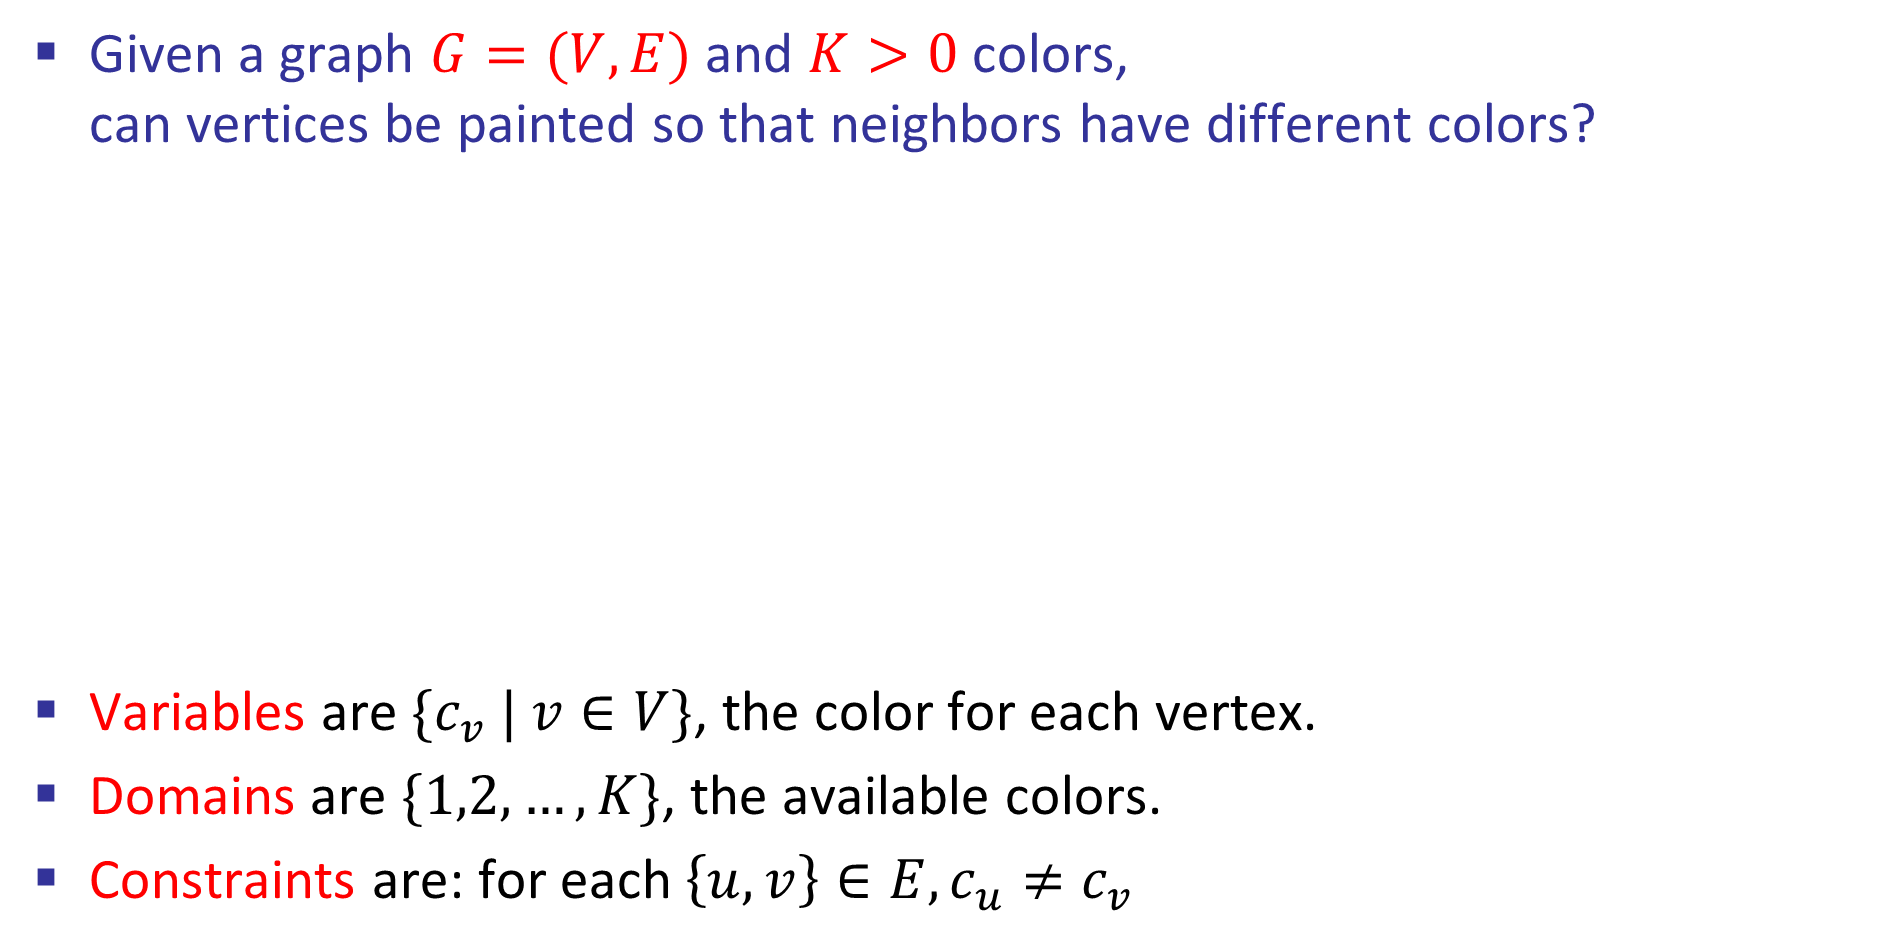 ▪ Given a graph G = (V, E) and K > 0 colors,
can vertices be painted so that neighbors have different colors?
▪ Variables are {c_v | v ∈ V}, the color for each vertex.
▪ Domains are {1,2, … , K}, the available colors.
▪ Constraints are: for each {u, v} ∈ E, c_u ≠ c_v